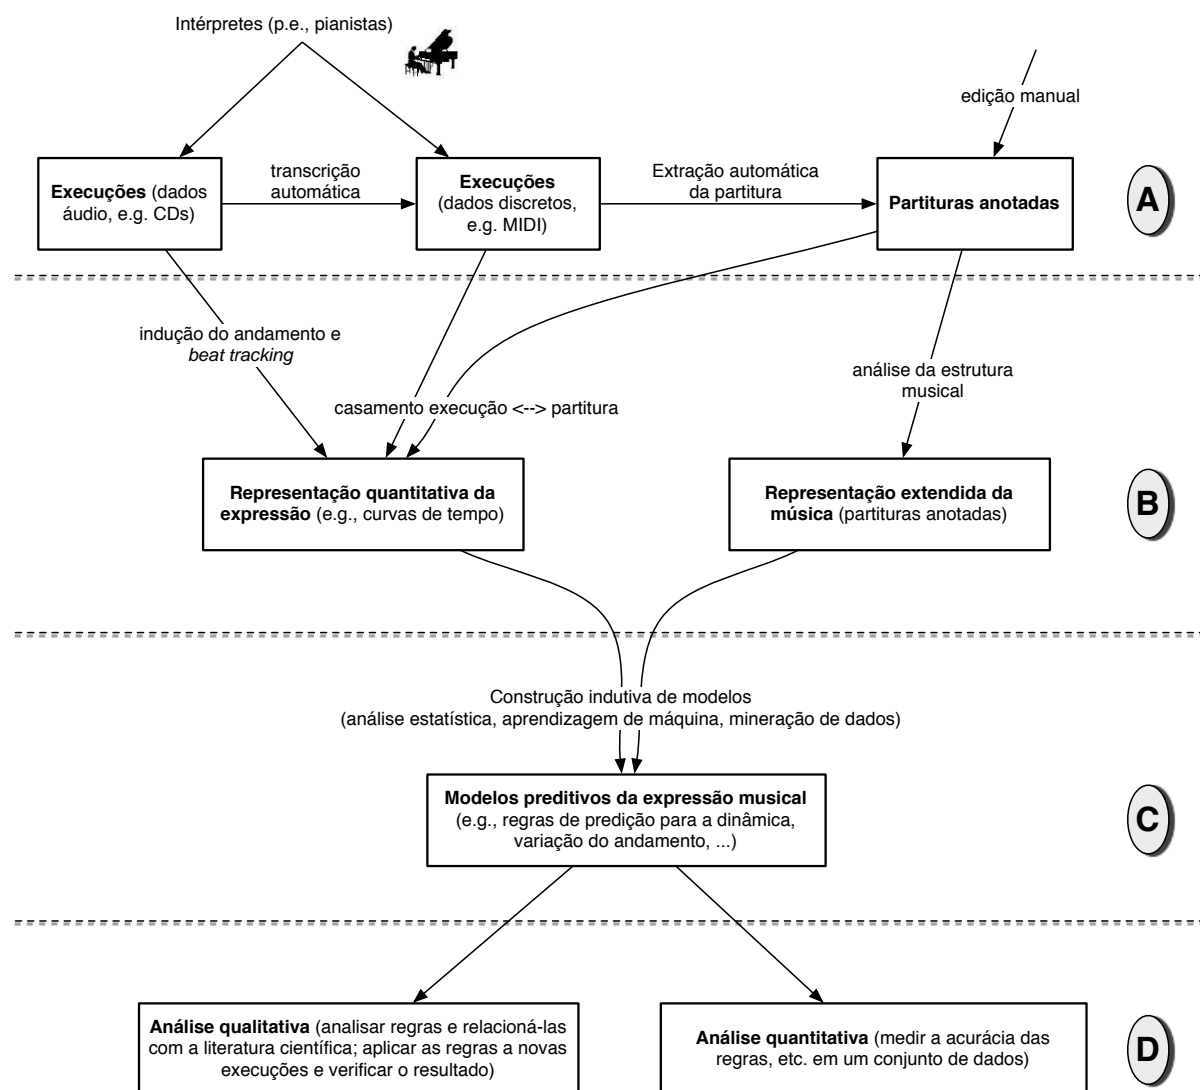 Intérpretes (p.e., pianistas)
edição manual
Execuções (dados
áudio, e.g. CDs)
transcrição
automática
Execuções
(dados discretos,
e.g. MIDI)
Extração automática
da partitura
Partituras anotadas
A
indução do andamento e
beat tracking
casamento execução <--> partitura
análise da estrutura
musical
Representação quantitativa da
expressão (e.g., curvas de tempo)
Representação extendida da
música (partituras anotadas)
B
Construção indutiva de modelos
(análise estatística, aprendizagem de máquina, mineração de dados)
Modelos preditivos da expressão musical
(e.g., regras de predição para a dinâmica,
variação do andamento, ...)
C
Análise qualitativa (analisar regras e relacioná-las
com a literatura científica; aplicar as regras a novas
execuções e verificar o resultado)
Análise quantitativa (medir a acurácia das
regras, etc. em um conjunto de dados)
D